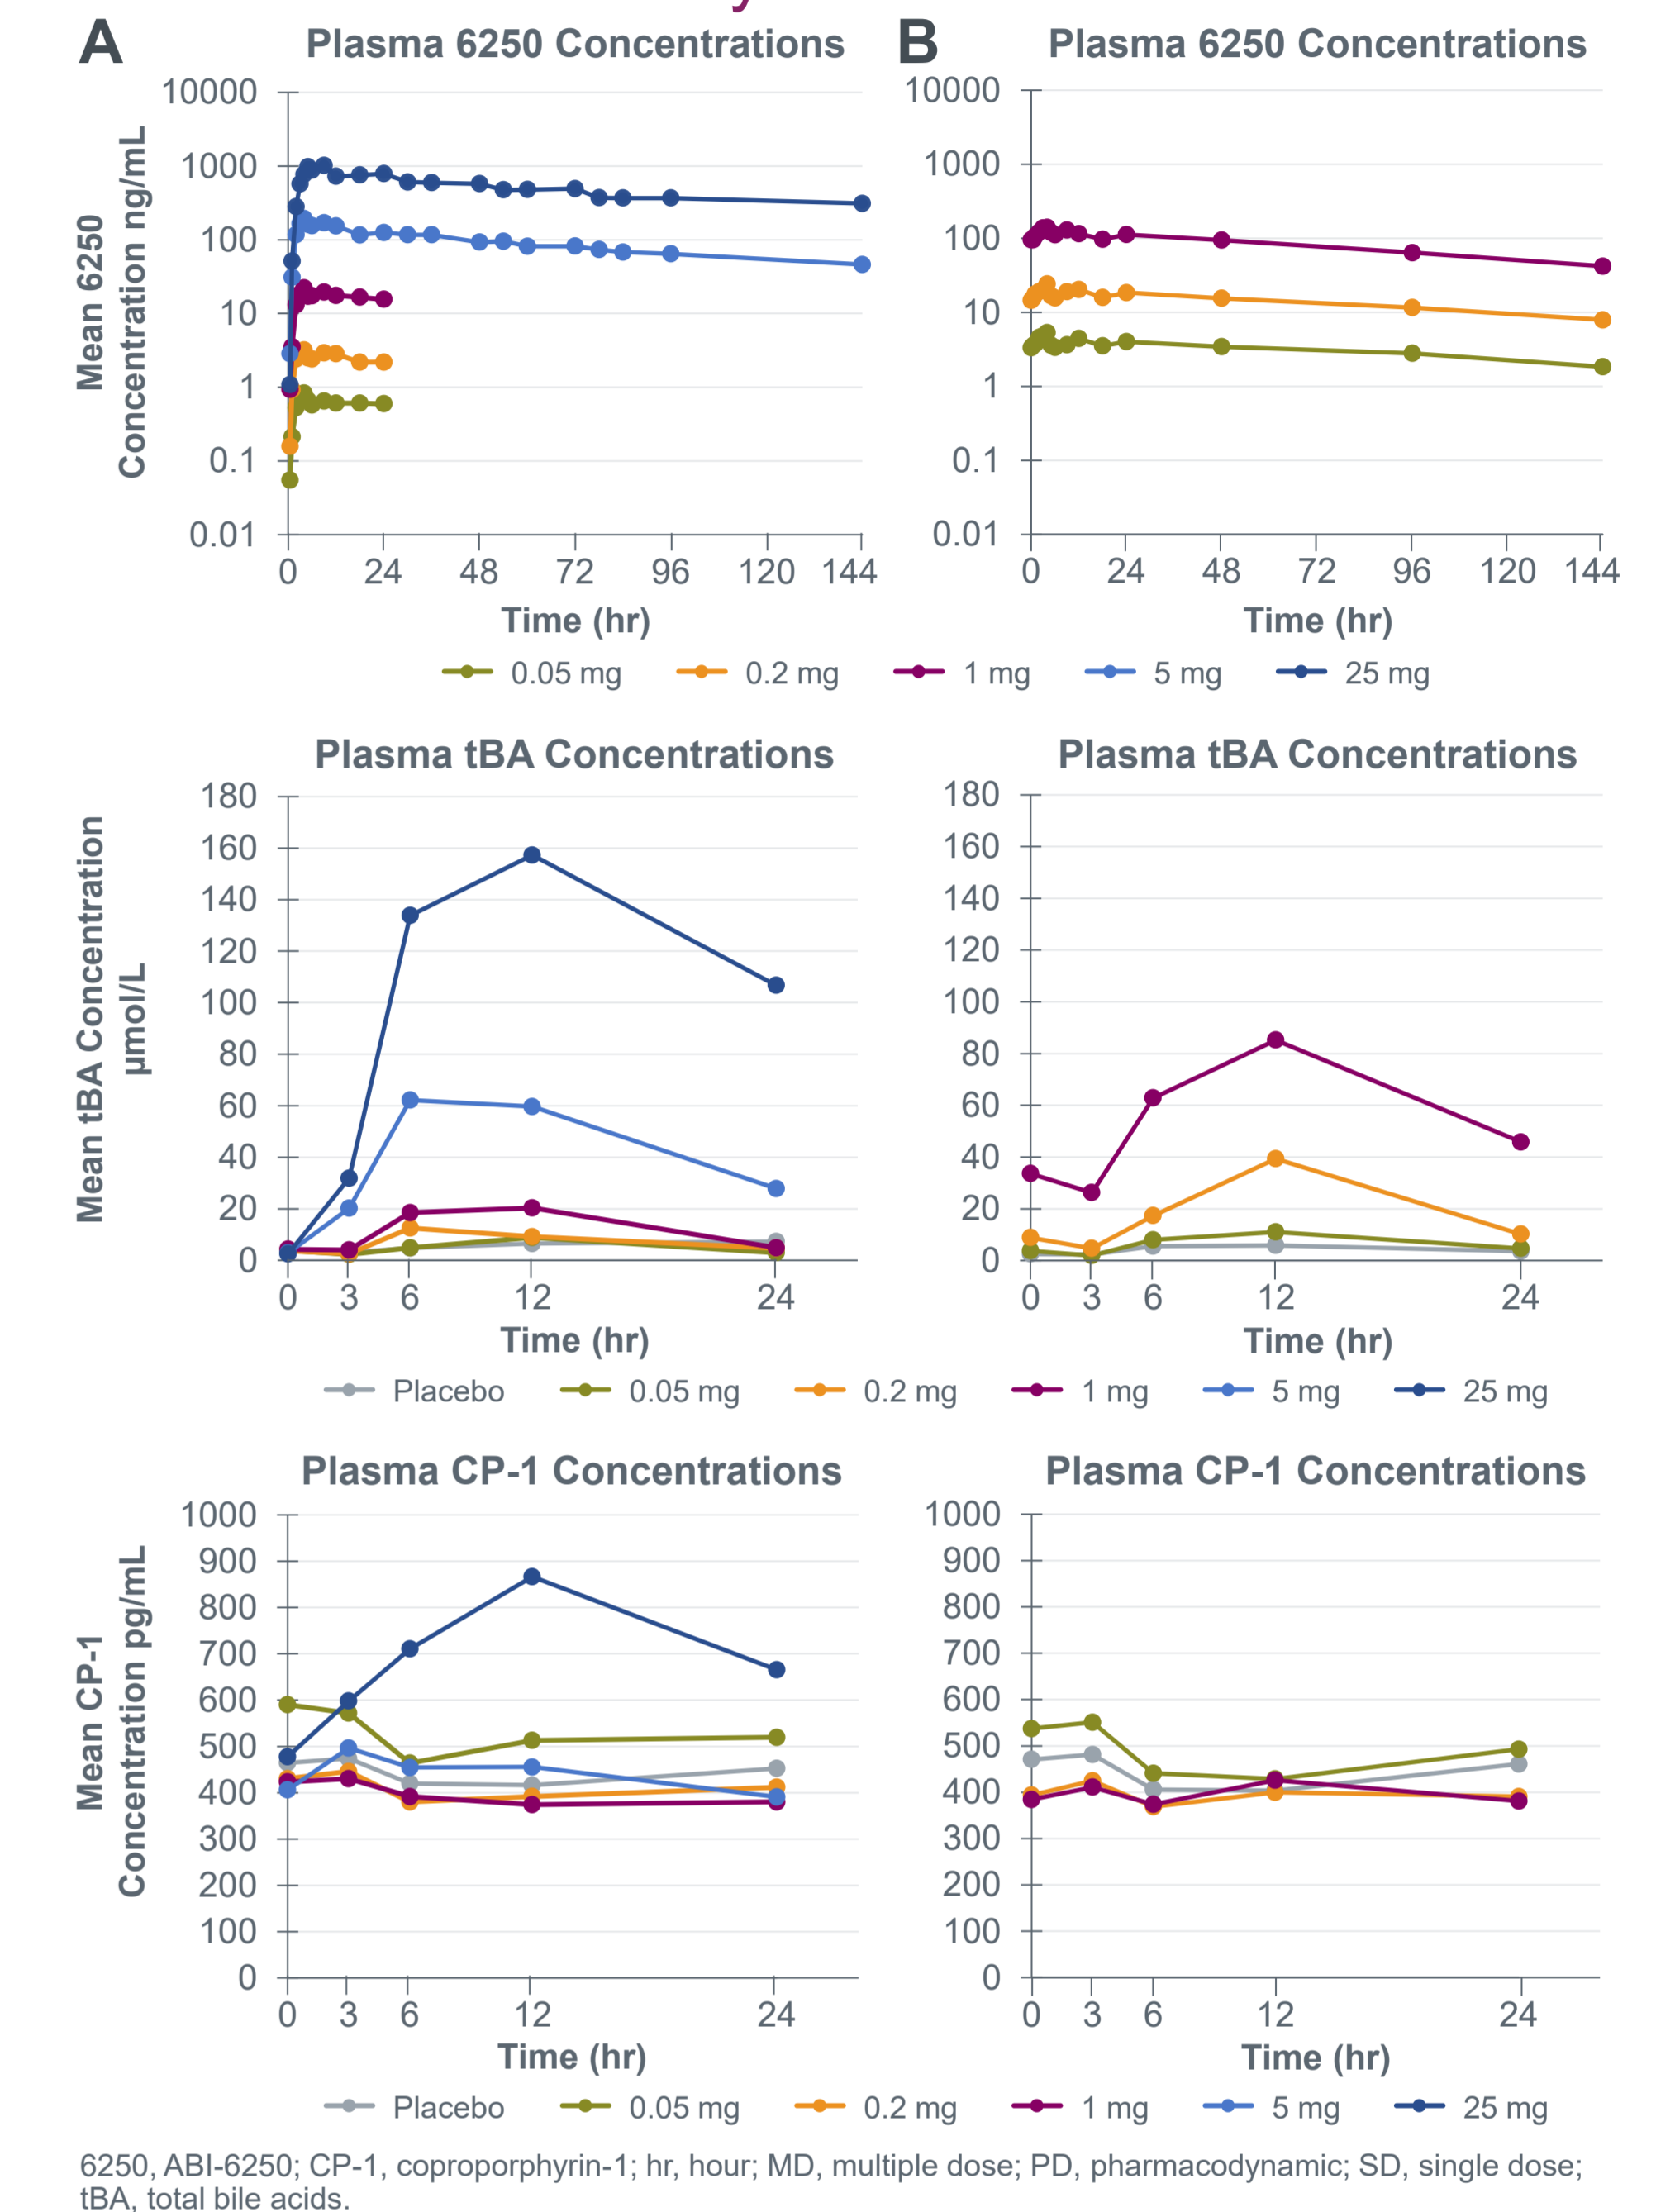 y
A
Plasma 6250 Concentrations
Mean 6250
Concentration ng/mL
10000
1000
100
10
1
0.1
0.01
0 24 48 72 96 120 144
Time (hr)
B
Plasma 6250 Concentrations
10000
1000
100
10
1
0.1
0.01
0 24 48 72 96 120 144
Time (hr)
0.05 mg 0.2 mg 1 mg 5 mg 25 mg
Plasma tBA Concentrations
Mean tBA Concentration
µmol/L
180
160
140
120
100
80
60
40
20
0
0 3 6 12 24
Time (hr)
Plasma tBA Concentrations
180
160
140
120
100
80
60
40
20
0
0 3 6 12 24
Time (hr)
Placebo 0.05 mg 0.2 mg 1 mg 5 mg 25 mg
Plasma CP-1 Concentrations
Mean CP-1
Concentration pg/mL
1000
900
800
700
600
500
400
300
200
100
0
0 3 6 12 24
Time (hr)
Plasma CP-1 Concentrations
1000
900
800
700
600
500
400
300
200
100
0
0 3 6 12 24
Time (hr)
Placebo 0.05 mg 0.2 mg 1 mg 5 mg 25 mg
6250, ABI-6250; CP-1, coproporphyrin-1; hr, hour; MD, multiple dose; PD, pharmacodynamic; SD, single dose;
tBA, total bile acids.